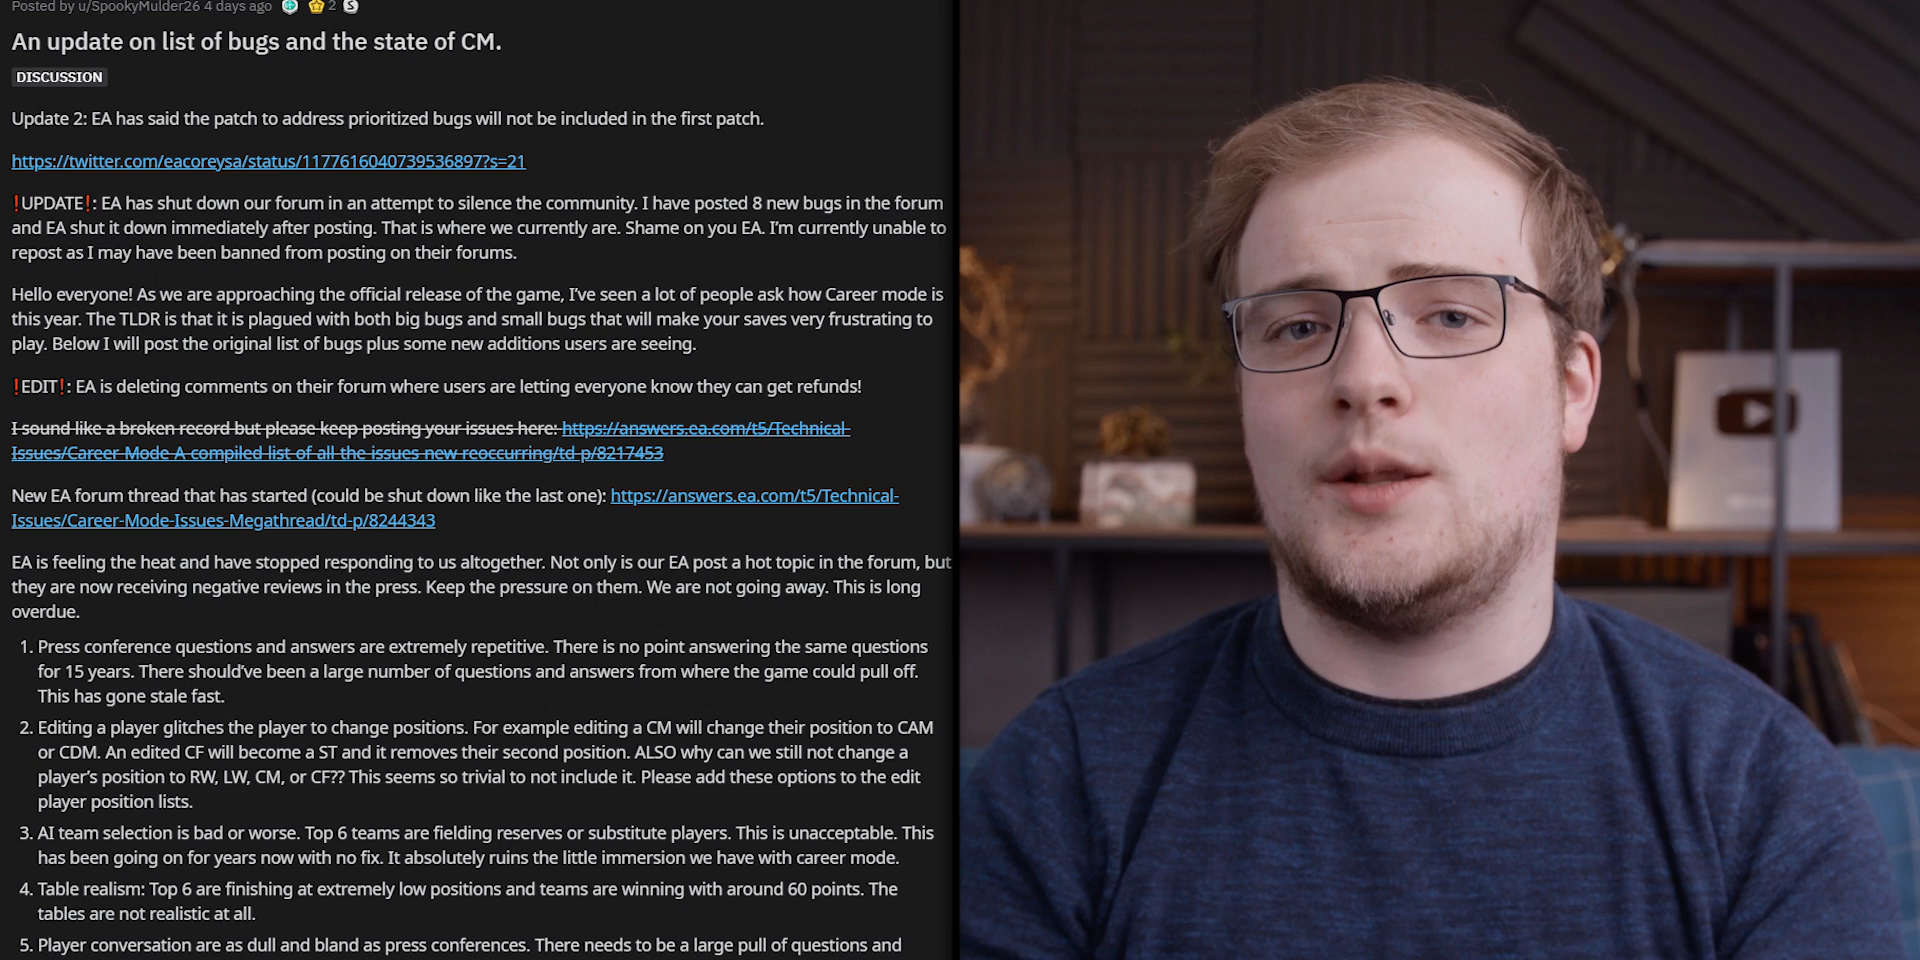 Posted by u/SpookyMulder26 4 days ago 2 S
An update on list of bugs and the state of CM.
DISCUSSION
Update 2: EA has said the patch to address prioritized bugs will not be included in the first patch.
https://twitter.com/eacoreysa/status/1177616040739536897?s=21
❗UPDATE❗: EA has shut down our forum in an attempt to silence the community. I have posted 8 new bugs in the forum
and EA shut it down immediately after posting. That is where we currently are. Shame on you EA. I'm currently unable to
repost as I may have been banned from posting on their forums.
Hello everyone! As we are approaching the official release of the game, I've seen a lot of people ask how Career mode is
this year. The TLDR is that it is plagued with both big bugs and small bugs that will make your saves very frustrating to
play. Below I will post the original list of bugs plus some new additions users are seeing.
❗EDIT❗: EA is deleting comments on their forum where users are letting everyone know they can get refunds!
I sound like a broken record but please keep posting your issues here: https://answers.ea.com/t5/Technical-
Issues/Career-Mode-A-compiled-list-of-all-the-issues-new-reoccurring/td-p/8217453
New EA forum thread that has started (could be shut down like the last one): https://answers.ea.com/t5/Technical-
Issues/Career-Mode-Issues-Megathread/td-p/8244343
EA is feeling the heat and have stopped responding to us altogether. Not only is our EA post a hot topic in the forum, but
they are now receiving negative reviews in the press. Keep the pressure on them. We are not going away. This is long
overdue.
1. Press conference questions and answers are extremely repetitive. There is no point answering the same questions
for 15 years. There should've been a large number of questions and answers from where the game could pull off.
This has gone stale fast.
2. Editing a player glitches the player to change positions. For example editing a CM will change their position to CAM
or CDM. An edited CF will become a ST and it removes their second position. ALSO why can we still not change a
player's position to RW, LW, CM, or CF?? This seems so trivial to not include it. Please add these options to the edit
player position lists.
3. AI team selection is bad or worse. Top 6 teams are fielding reserves or substitute players. This is unacceptable. This
has been going on for years now with no fix. It absolutely ruins the little immersion we have with career mode.
4. Table realism: Top 6 are finishing at extremely low positions and teams are winning with around 60 points. The
tables are not realistic at all.
5. Player conversation are as dull and bland as press conferences. There needs to be a large pull of questions and